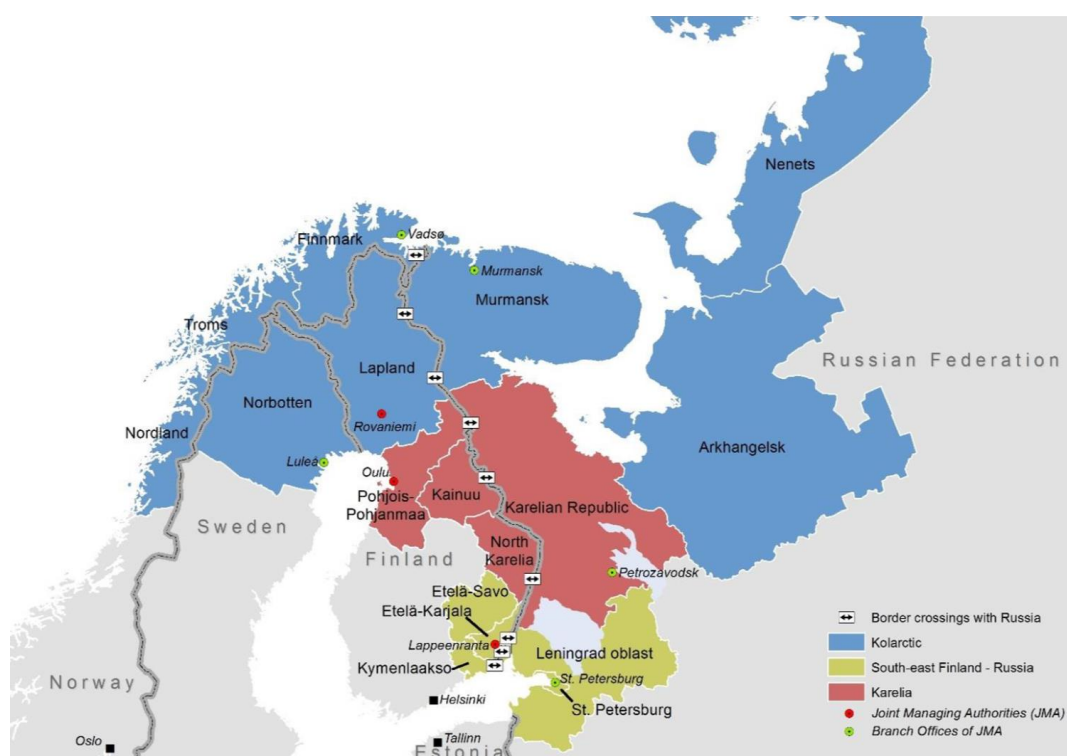 Nenets
Vadsø
Finnmark
Murmansk
Murmansk
Troms
Russian Federation
Lapland
Norbotten
Rovaniemi
Nordland
Arkhangelsk
Luleå
Oulu
Kainuu
Pohjois-
Pohjanmaa
Karelian Republic
Sweden
North
Karelia
Finland
Petrozavodsk
Etelä-Savo
Etelä-Karjala
Border crossings with Russia
Lappeenranta
Kolarctic
Leningrad oblast
Kymenlaakso
South-east Finland - Russia
St. Petersburg
Norway
Karelia
Helsinki
St. Petersburg
Joint Managing Authorities (JMA)
Branch Offices of JMA
Oslo
Tallinn
Estonia